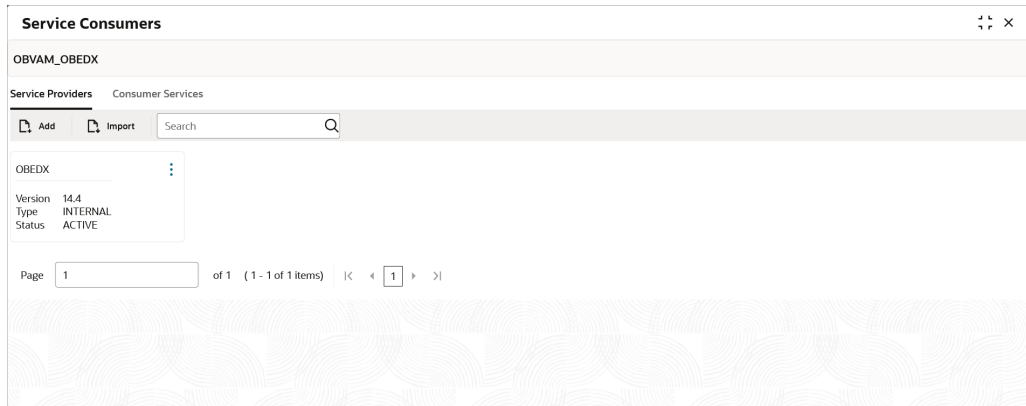 Service Consumers
OBVAM_OBEDX
Service Providers Consumer Services
Add Import Search
OBEDX
Version 14.4
Type INTERNAL
Status ACTIVE
Page 1 of 1 ( 1 - 1 of 1 items) 1